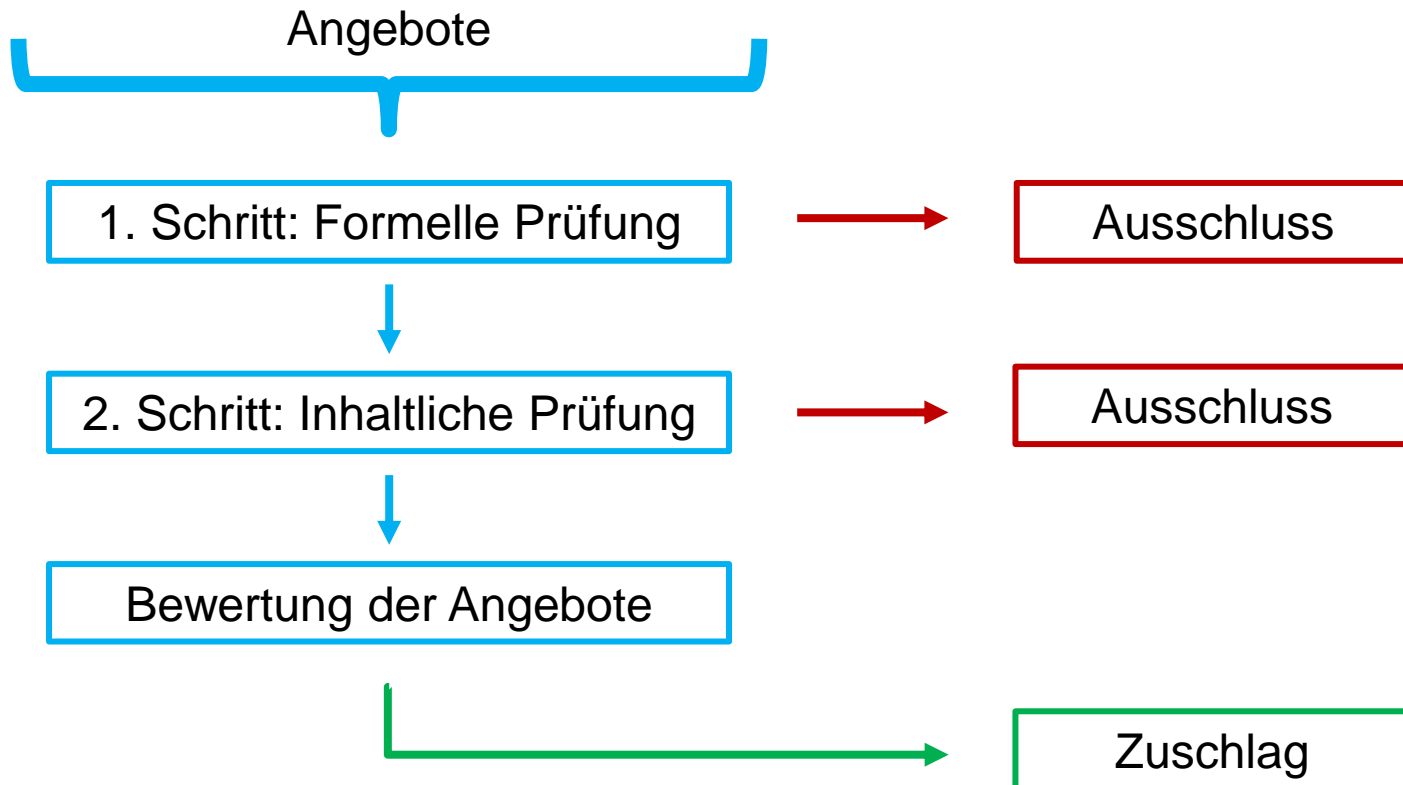 Angebote
1. Schritt: Formelle Prüfung
Ausschluss
2. Schritt: Inhaltliche Prüfung
Ausschluss
Bewertung der Angebote
Zuschlag